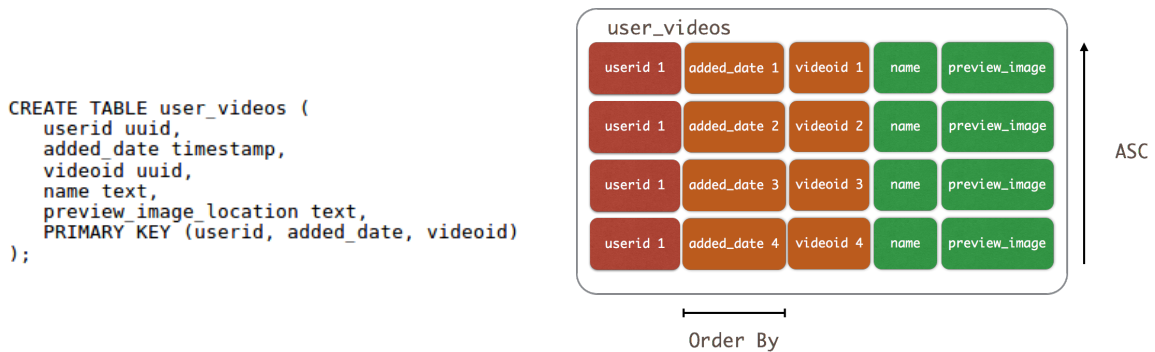 CREATE TABLE user_videos (
userid uuid,
added_date timestamp,
videoid uuid,
name text,
preview_image_location text,
PRIMARY KEY (userid, added_date, videoid)
);
user_videos
userid 1 added_date 1 videoid 1 name preview_image
userid 1 added_date 2 videoid 2 name preview_image
userid 1 added_date 3 videoid 3 name preview_image
userid 1 added_date 4 videoid 4 name preview_image
ASC
Order By